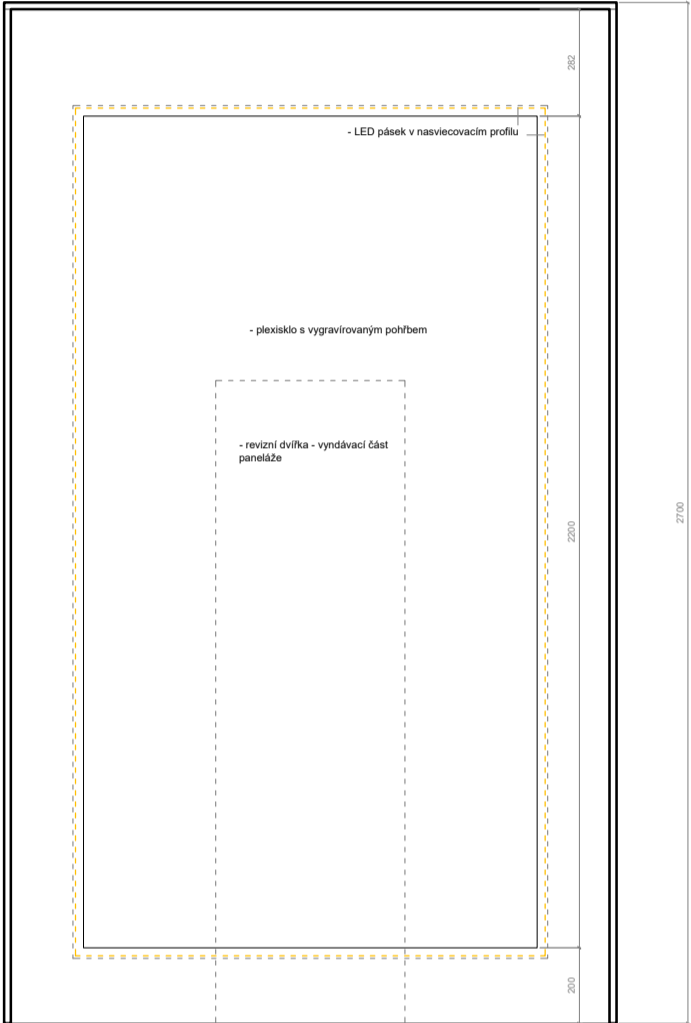 282
- LED pásek v nasviecovacím profilu
- plexisklo s vygravírovaným pohřbem
- revizní dvířka - vyndávací část
paneláže
2700
2200
200